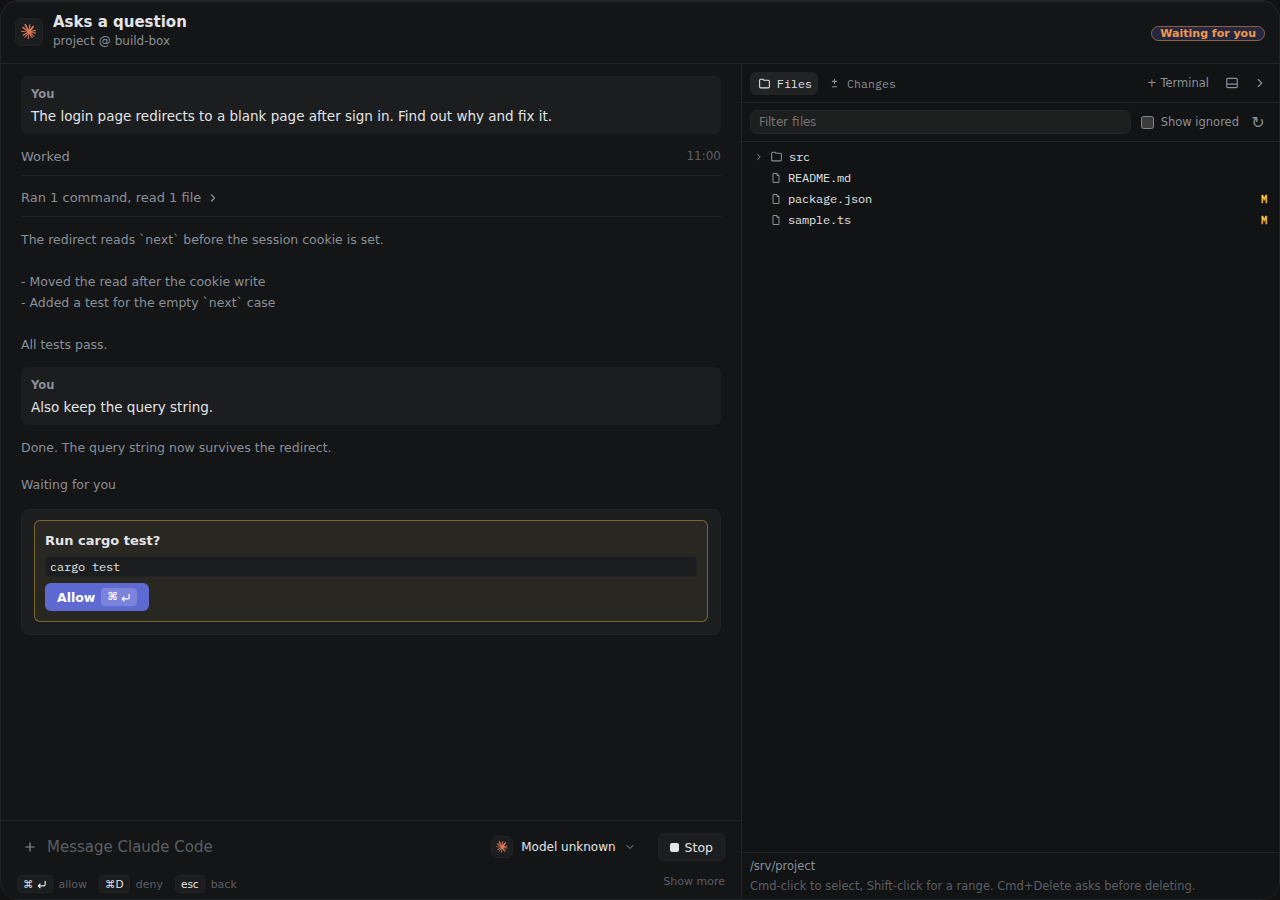 Asks a question
project @ build-box
Waiting for you
You
The login page redirects to a blank page after sign in. Find out why and fix it.
Worked 11:00
Ran 1 command, read 1 file
The redirect reads `next` before the session cookie is set.
- Moved the read after the cookie write
- Added a test for the empty `next` case
All tests pass.
You
Also keep the query string.
Done. The query string now survives the redirect.
Waiting for you
Run cargo test?
cargo test
Allow ⌘ ↵
+ Message Claude Code
Model unknown
Stop
⌘ ↵ allow ⌘D deny esc back
Show more
Files ± Changes + Terminal
Filter files
Show ignored ↻
src
README.md
package.json M
sample.ts M
/srv/project
Cmd-click to select, Shift-click for a range. Cmd+Delete asks before deleting.